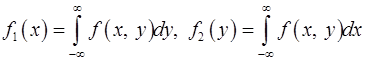 f₁(x) = ∫_{-∞}^{∞} f(x, y)dy, f₂(y) = ∫_{-∞}^{∞} f(x, y)dx